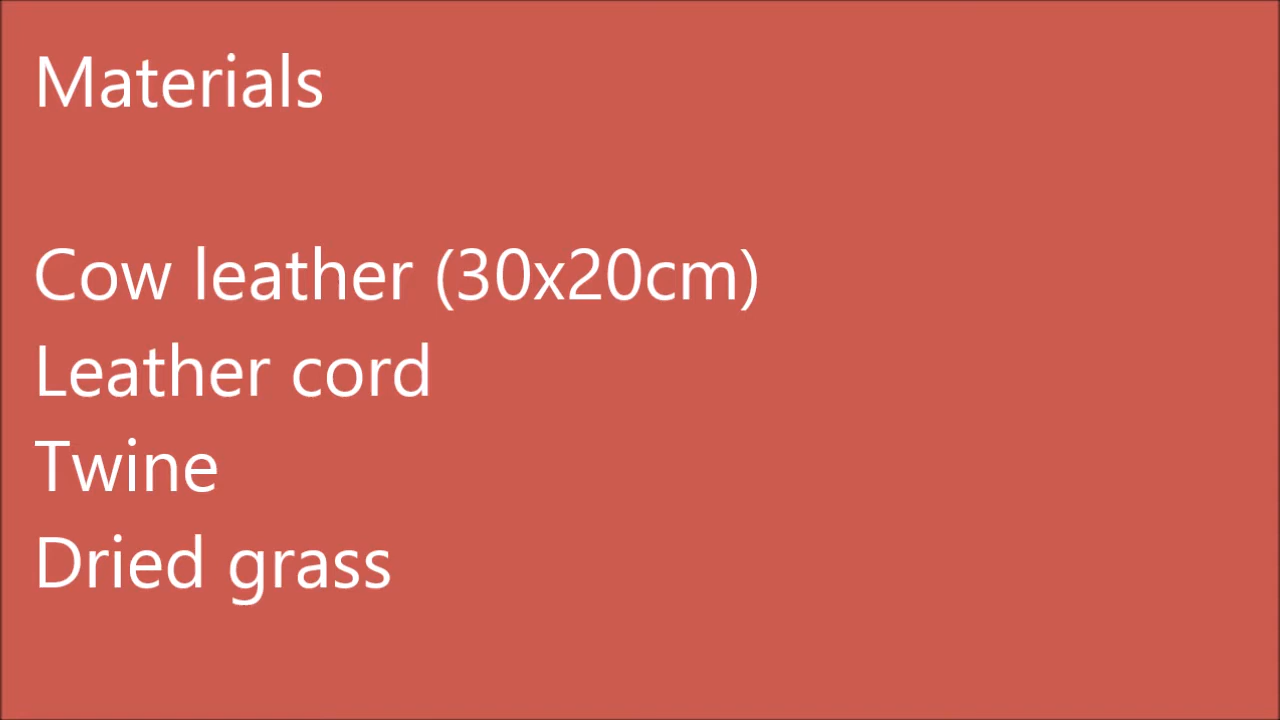 Materials
Cow leather (30x20cm)
Leather cord
Twine
Dried grass